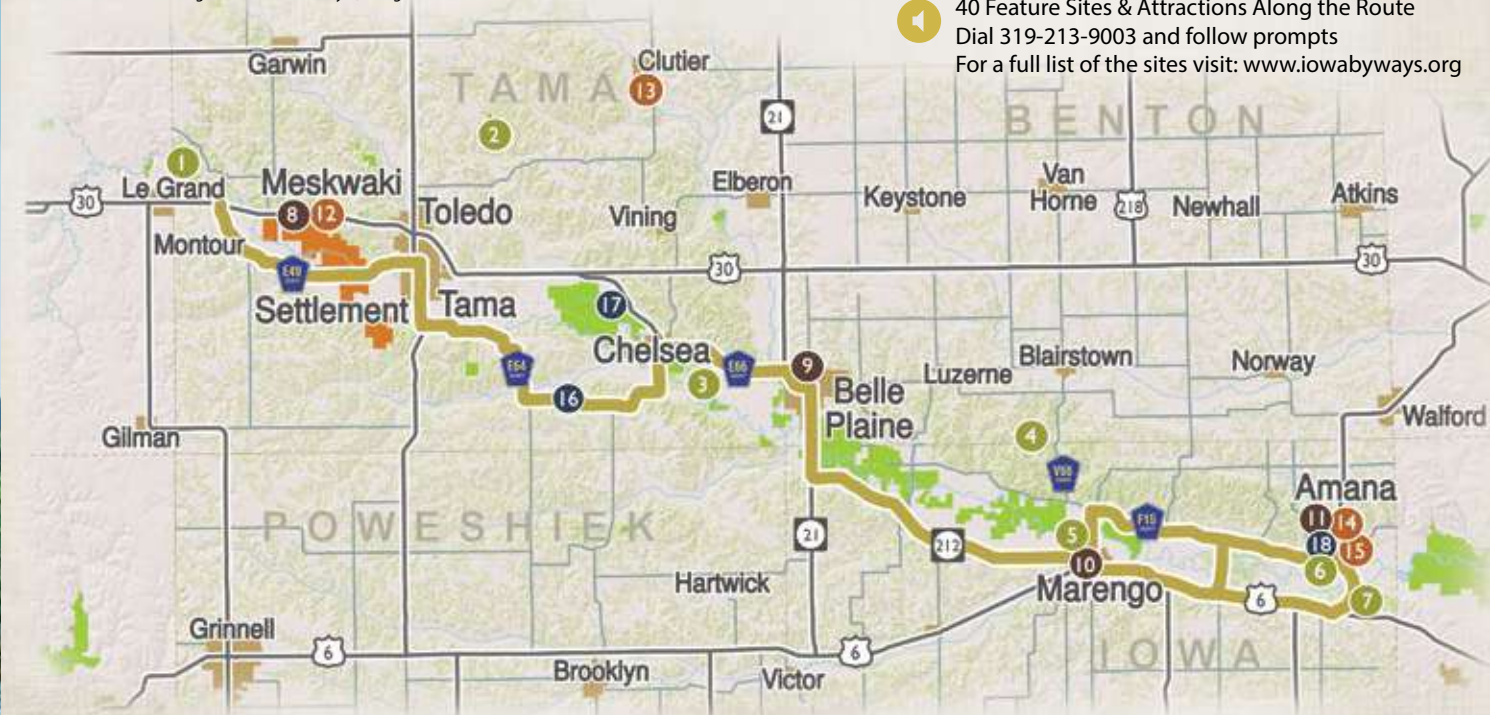 40 Feature Sites & Attractions Along the Route
Dial 319-213-9003 and follow prompts
For a full list of the sites visit: www.iowabyways.org
Garwin
Clutier
TAMA
13
21
BENTON
2
1
Le Grand
Meskwaki
Elberon
Van
Horne
30
8
12
Toledo
Vining
Keystone
218
Newhall
Atkins
Montour
30
30
E49
Settlement
Tama
17
Chelsea
E64
3
E66
9
Blairstown
Norway
16
Belle
Plaine
Luzerne
Gilman
4
Walford
V66
Amana
POWESHIEK
11
14
21
212
5
F15
18
15
10
6
Hartwick
Marengo
6
7
Grinnell
6
6
IOWA
Brooklyn
Victor